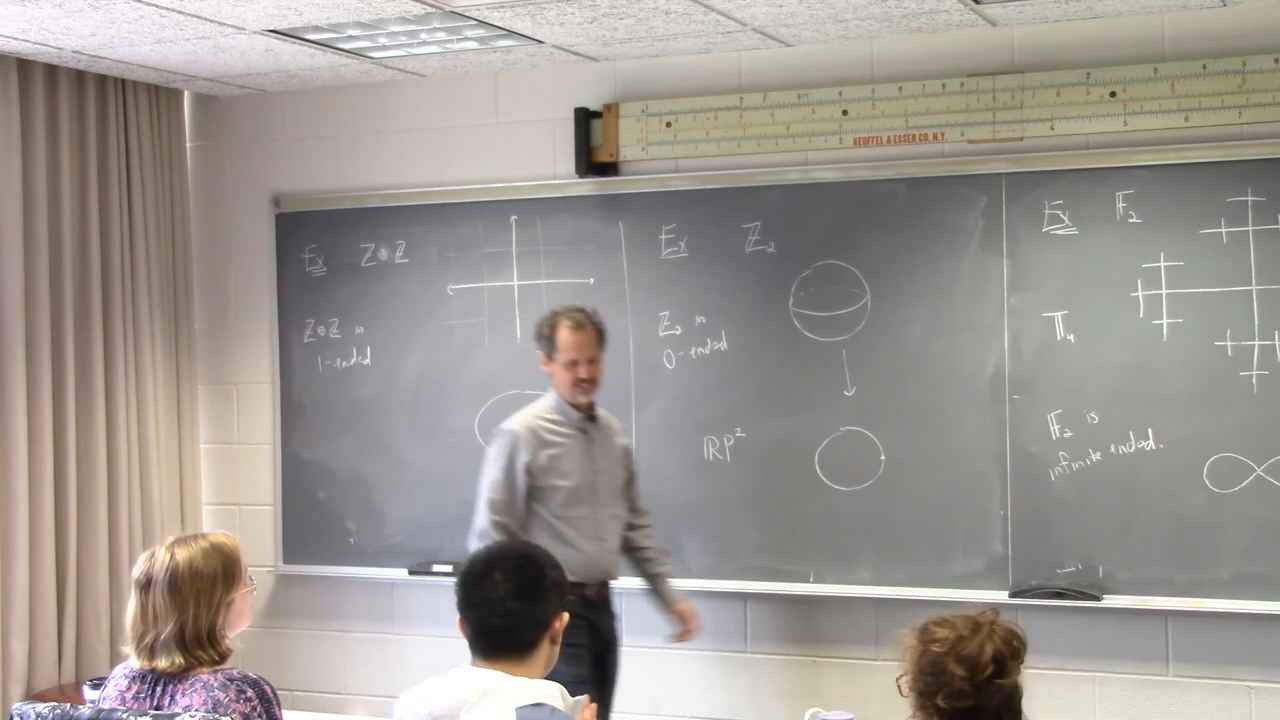 KEUFFEL & ESSER CO. N.Y.
Ex Z⊕Z
Z⊕Z is
1-ended
Ex Z₂
Z₂ is
0-ended
RP²
Ex F₂
T₄
F₂ is
infinite ended.